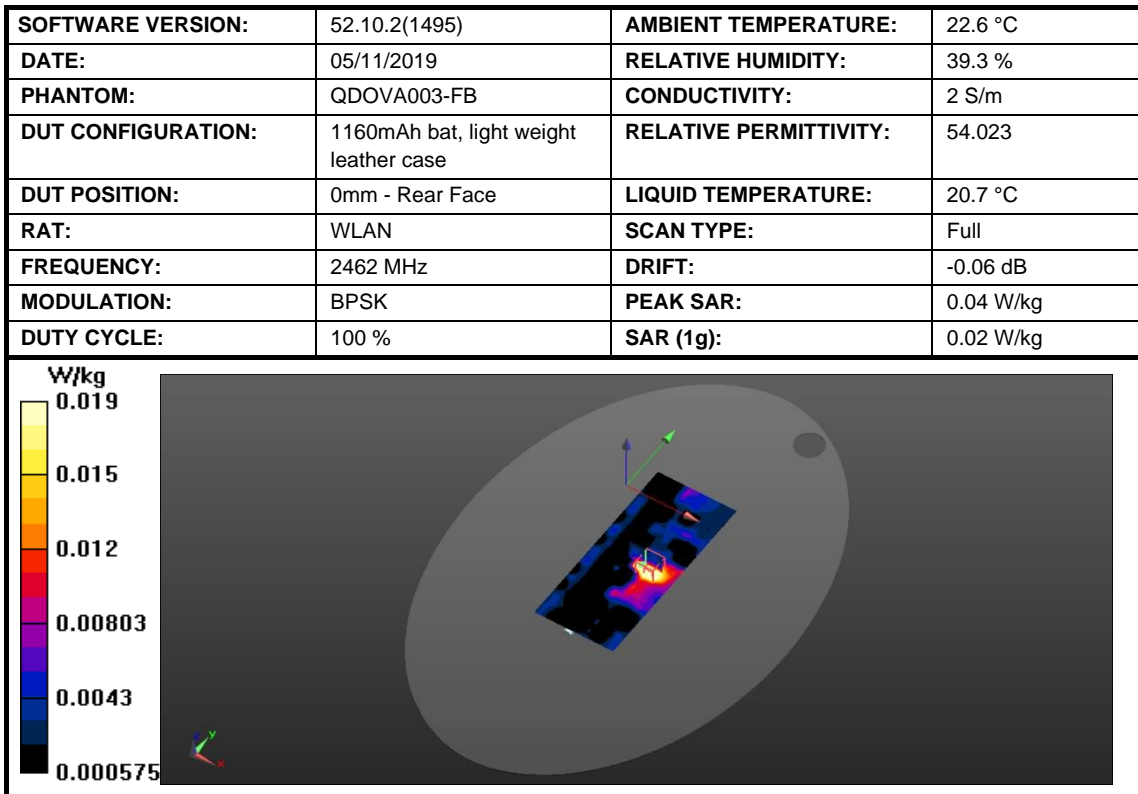 SOFTWARE VERSION: 52.10.2(1495) AMBIENT TEMPERATURE: 22.6 °C
DATE: 05/11/2019 RELATIVE HUMIDITY: 39.3 %
PHANTOM: QDOVA003-FB CONDUCTIVITY: 2 S/m
DUT CONFIGURATION: 1160mAh bat, light weight RELATIVE PERMITTIVITY: 54.023
leather case
DUT POSITION: 0mm - Rear Face LIQUID TEMPERATURE: 20.7 °C
RAT: WLAN SCAN TYPE: Full
FREQUENCY: 2462 MHz DRIFT: -0.06 dB
MODULATION: BPSK PEAK SAR: 0.04 W/kg
DUTY CYCLE: 100 % SAR (1g): 0.02 W/kg
W/kg
0.019
0.015
0.012
0.00803
0.0043
0.000575
z
y
x